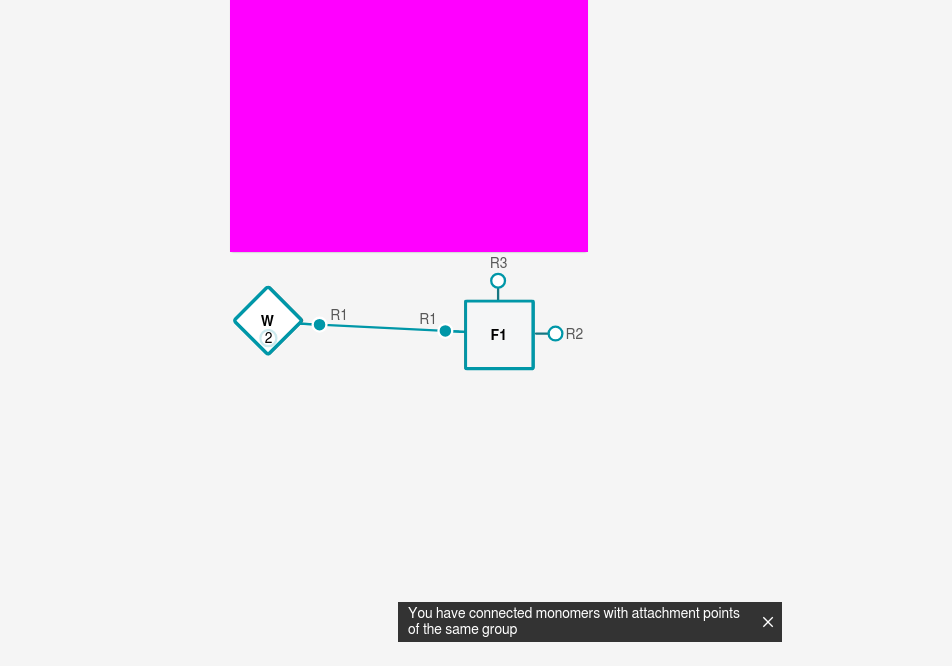 R3
W
2
R1
R1
F1
R2
You have connected monomers with attachment points
of the same group